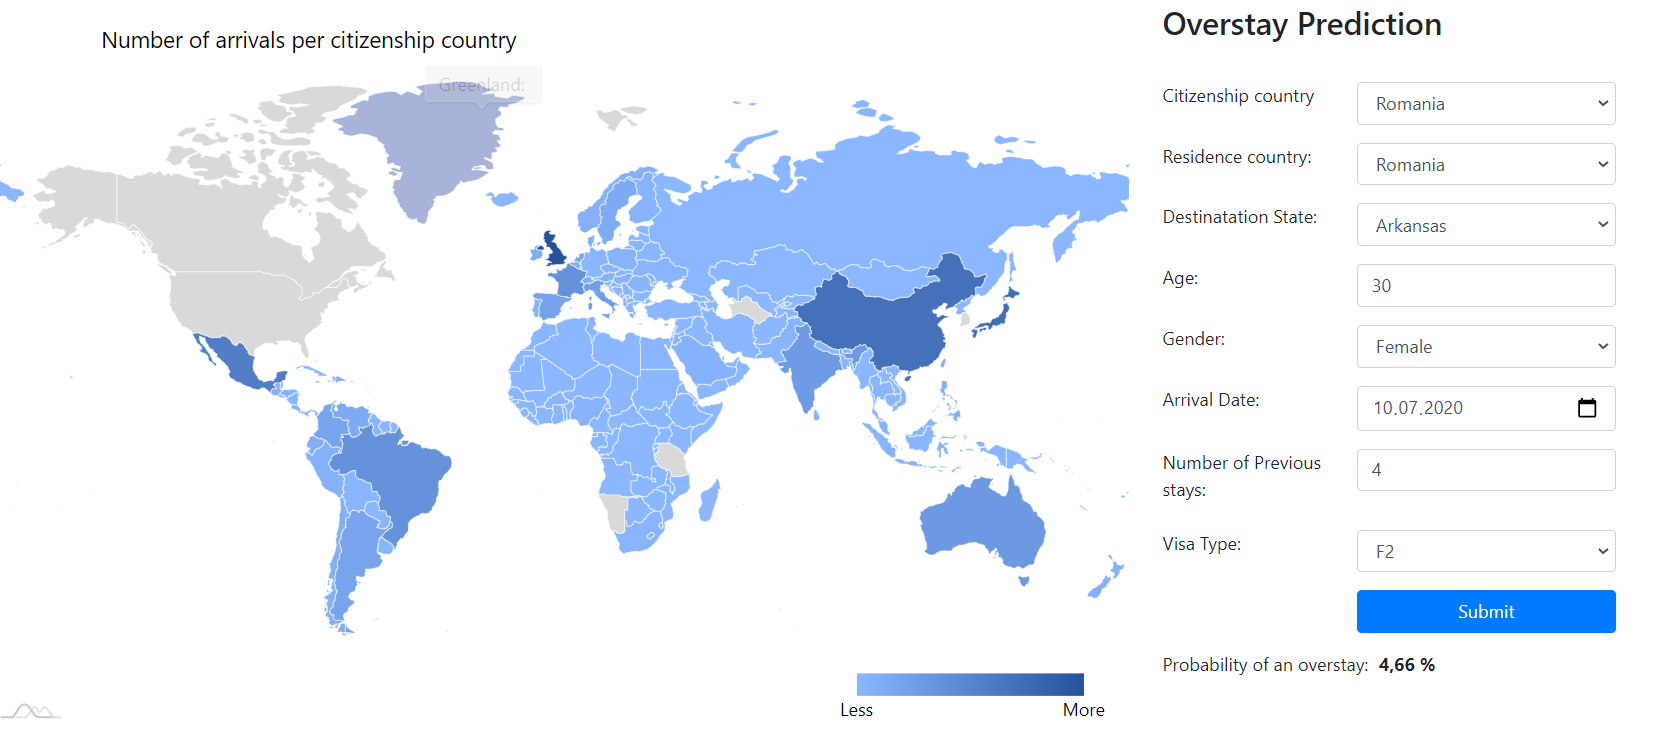 Number of arrivals per citizenship country
Greenland:
Less
More
Overstay Prediction
Citizenship country
Romania
Residence country:
Romania
Destinatation State:
Arkansas
Age:
30
Gender:
Female
Arrival Date:
10.07.2020
Number of Previous
stays:
4
Visa Type:
F2
Submit
Probability of an overstay: 4,66 %